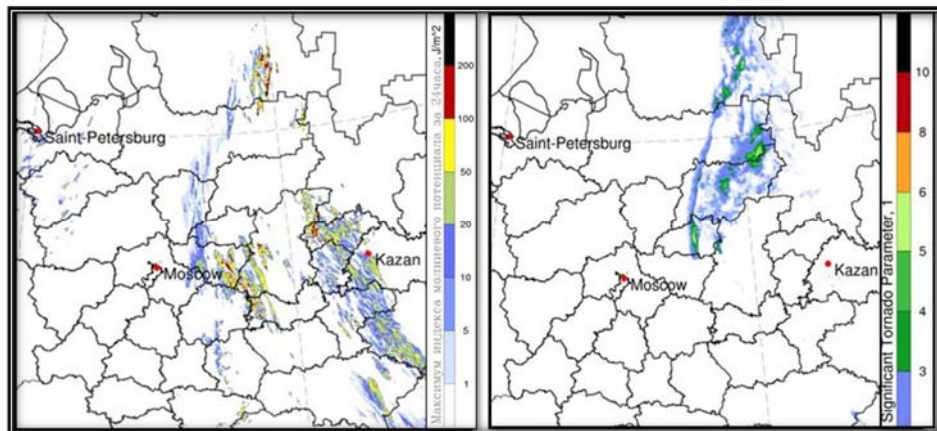 Saint-Petersburg
Moscow
Kazan
Максимум индекса молниевого потенциала за 24часа, J/m^2
200
100
50
20
10
5
1
Saint-Petersburg
Moscow
Kazan
Significant Tornado Parameter, 1
10
8
6
5
4
3